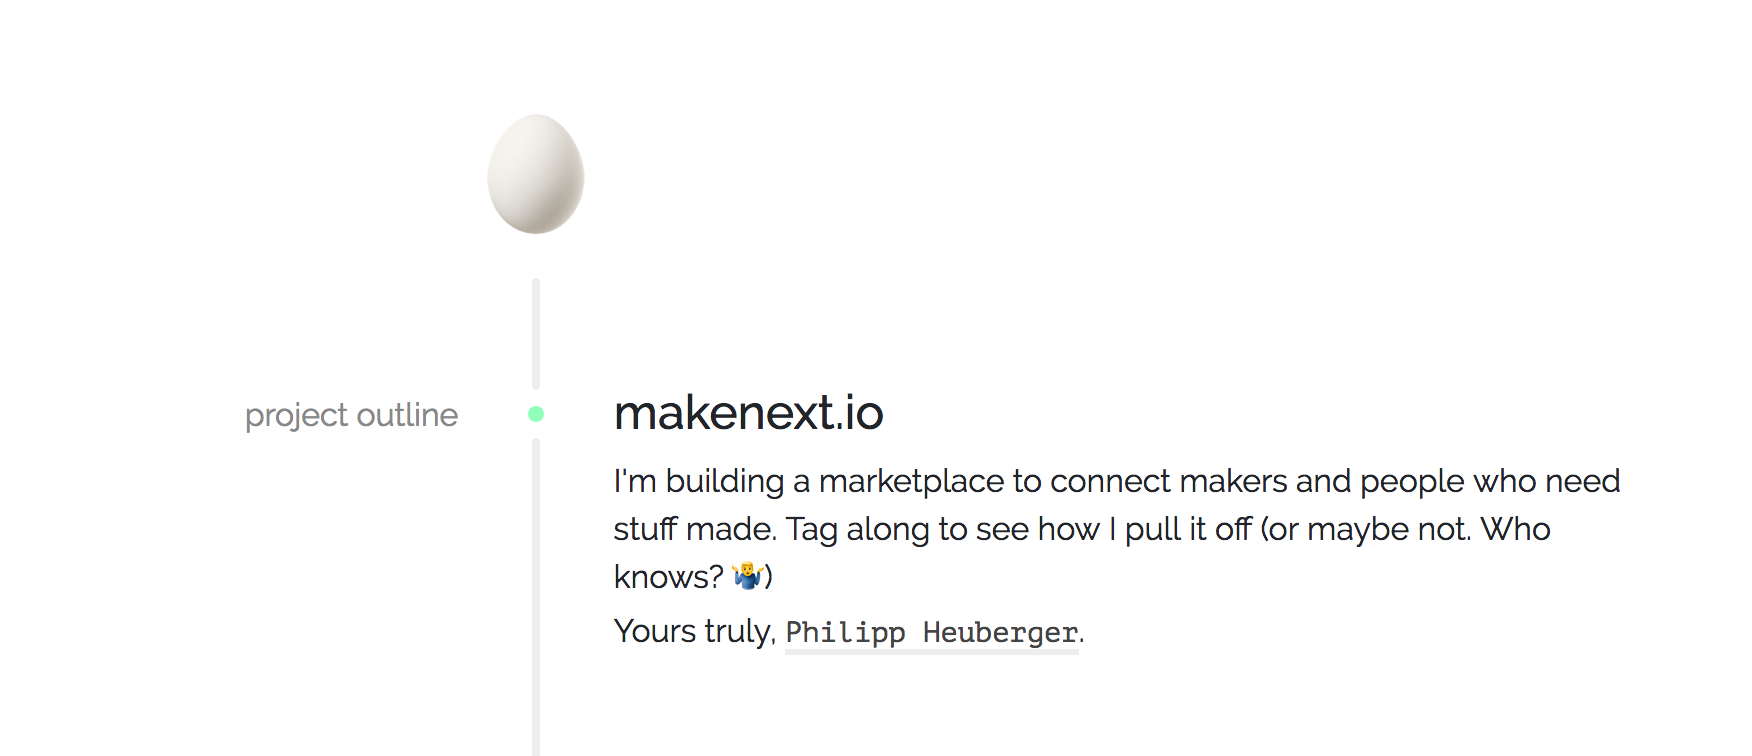 project outline
makenext.io
I'm building a marketplace to connect makers and people who need
stuff made. Tag along to see how I pull it off (or maybe not. Who
knows? 🤷‍♂️)
Yours truly, Philipp Heuberger.